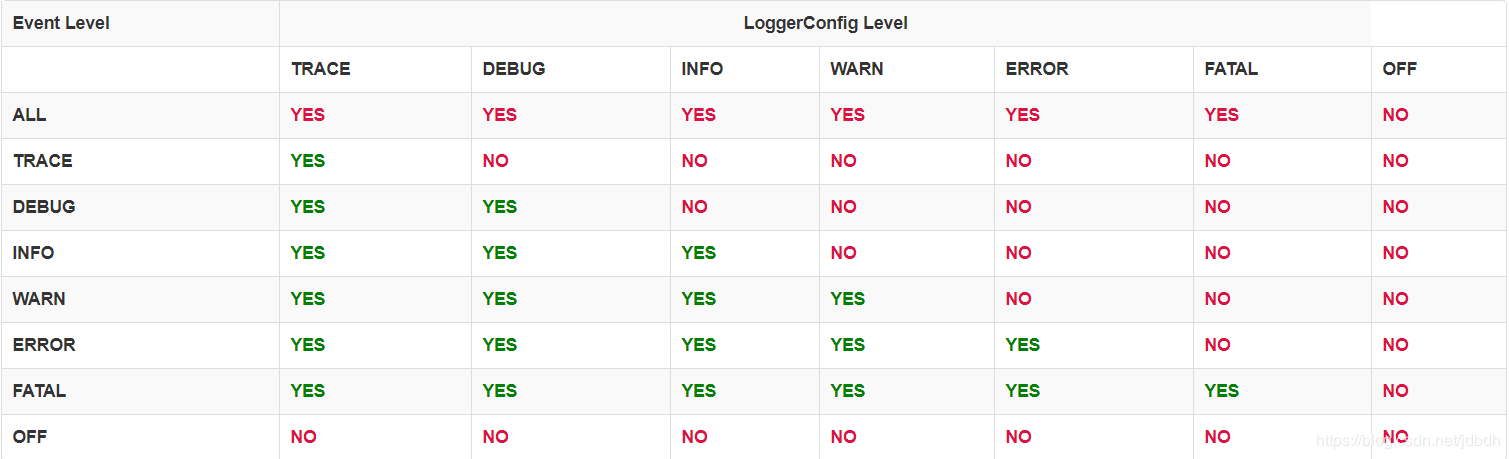 Event Level LoggerConfig Level
TRACE DEBUG INFO WARN ERROR FATAL OFF
ALL YES YES YES YES YES YES NO
TRACE YES NO NO NO NO NO NO
DEBUG YES YES NO NO NO NO NO
INFO YES YES YES NO NO NO NO
WARN YES YES YES YES NO NO NO
ERROR YES YES YES YES YES NO NO
FATAL YES YES YES YES YES YES NO
OFF NO NO NO NO NO NO NO
https://blog.csdn.net/jdbdh